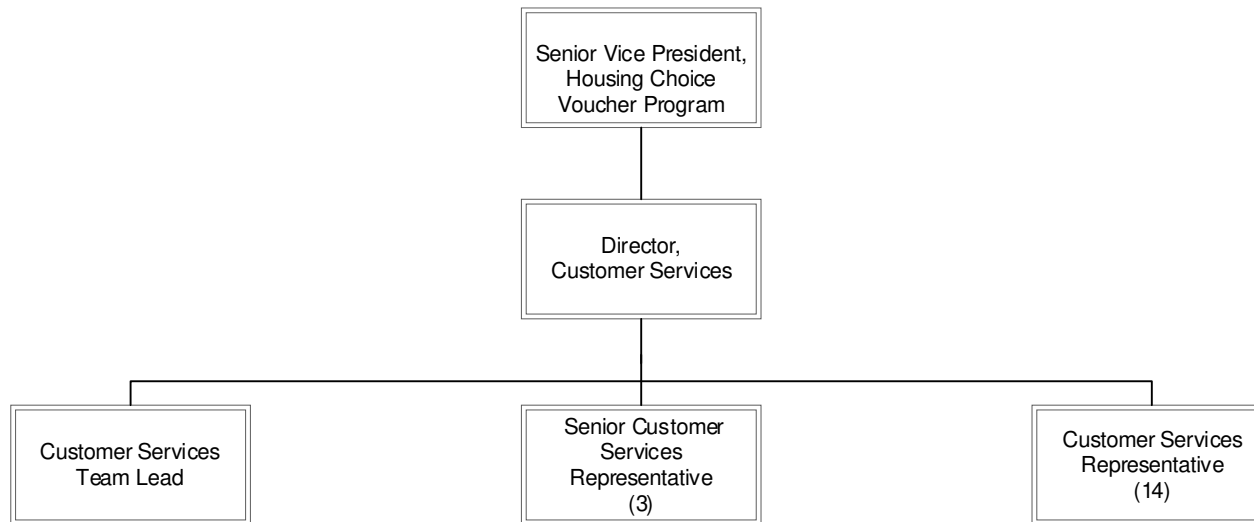 Senior Vice President,
Housing Choice
Voucher Program
Director,
Customer Services
Customer Services
Team Lead
Senior Customer
Services
Representative
(3)
Customer Services
Representative
(14)